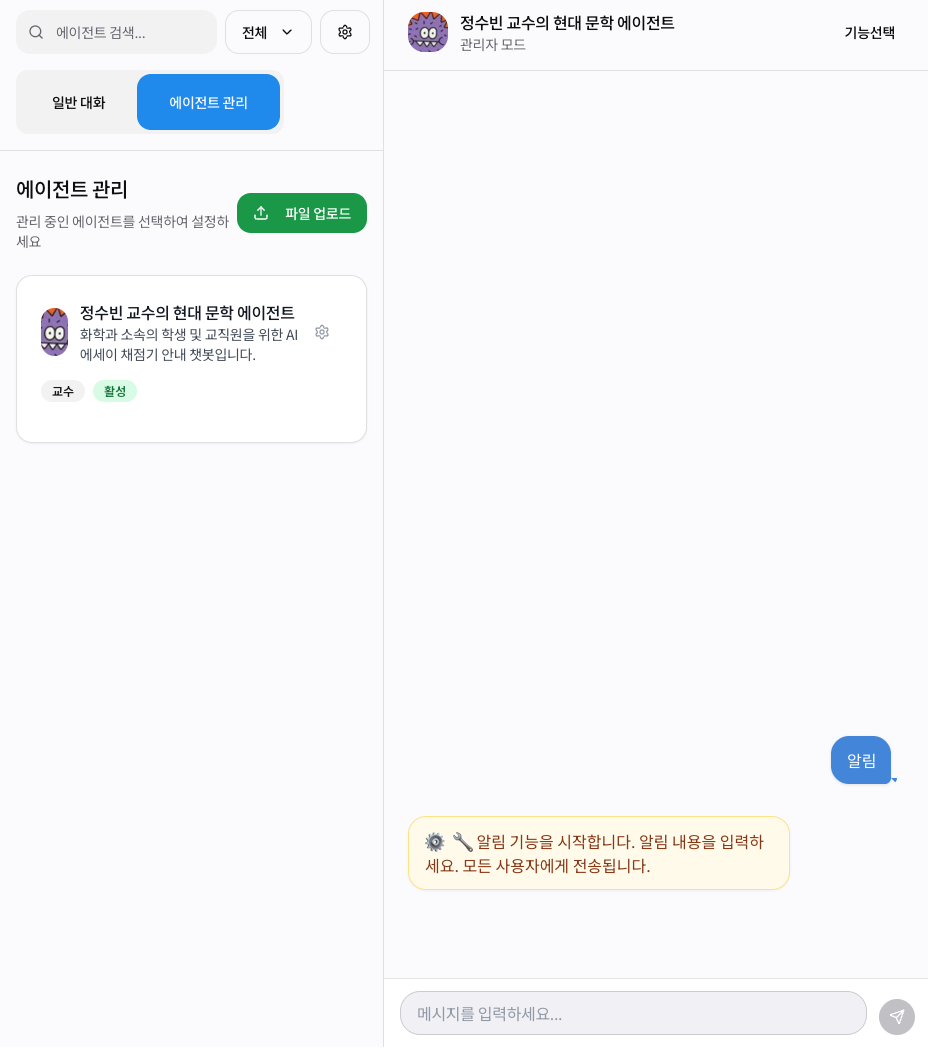 에이전트 검색...
전체
일반 대화
에이전트 관리
에이전트 관리
관리 중인 에이전트를 선택하여 설정하
세요
파일 업로드
정수빈 교수의 현대 문학 에이전트
화학과 소속의 학생 및 교직원을 위한 AI
에세이 채점기 안내 챗봇입니다.
교수
활성
정수빈 교수의 현대 문학 에이전트
관리자 모드
기능선택
알림
알림 기능을 시작합니다. 알림 내용을 입력하
세요. 모든 사용자에게 전송됩니다.
메시지를 입력하세요...